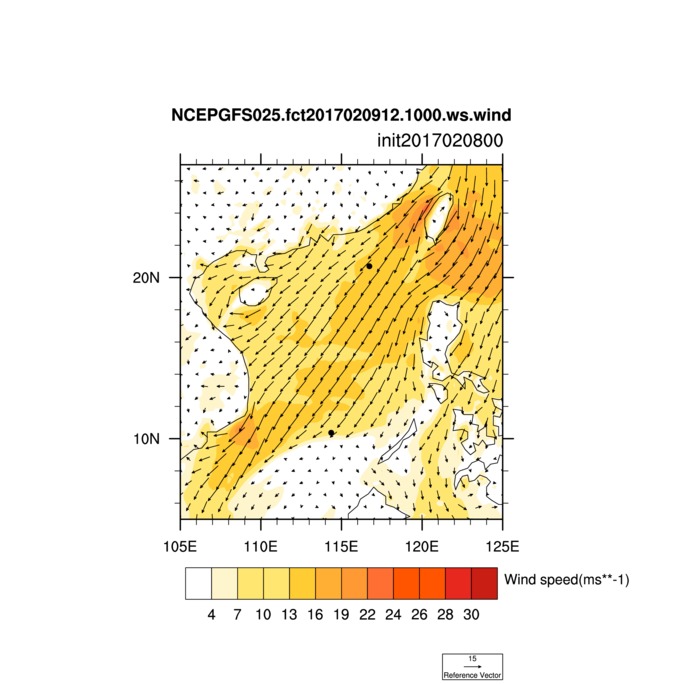 NCEPGFS025.fct2017020912.1000.ws.wind
init2017020800
20N
10N
105E 110E 115E 120E 125E
Wind speed(ms**-1)
4 7 10 13 16 19 22 24 26 28 30
15
Reference Vector